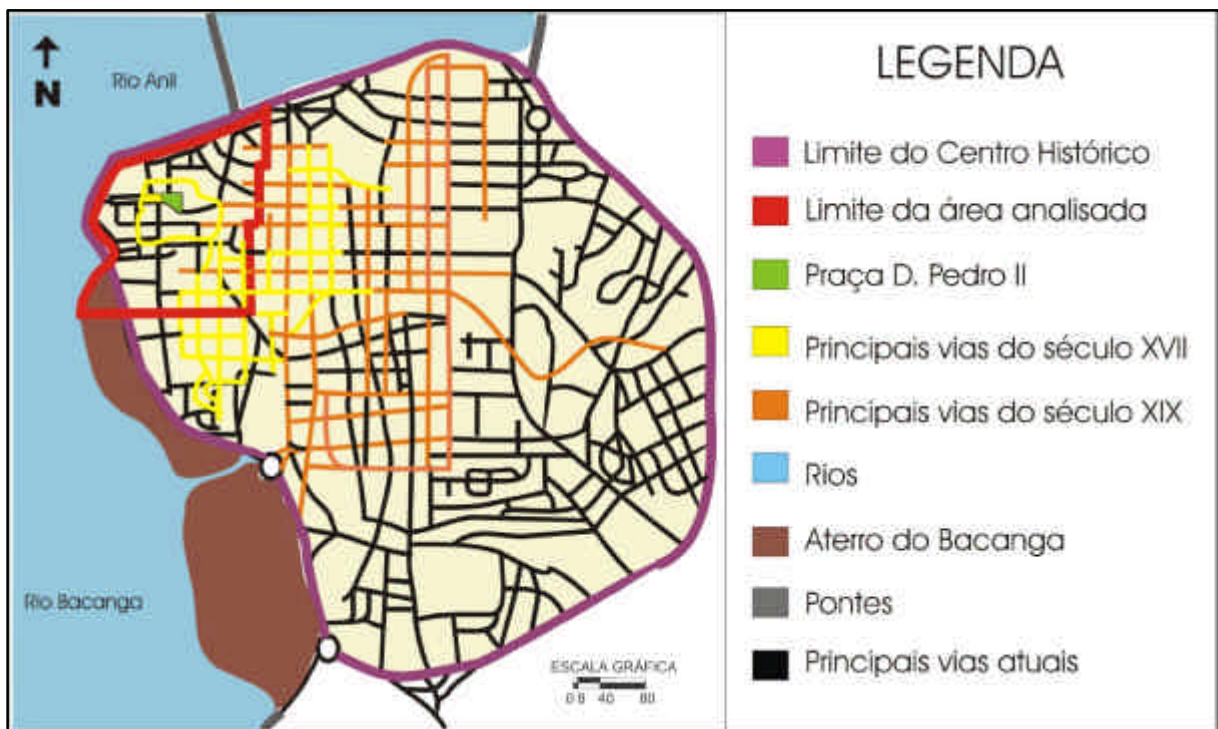 N
Rio Anil
Rio Bacanga
ESCALA GRÁFICA
0 8 40 80
LEGENDA
Limite do Centro Histórico
Limite da área analisada
Praça D. Pedro II
Principais vias do século XVII
Principais vias do século XIX
Rios
Aterro do Bacanga
Pontes
Principais vias atuais